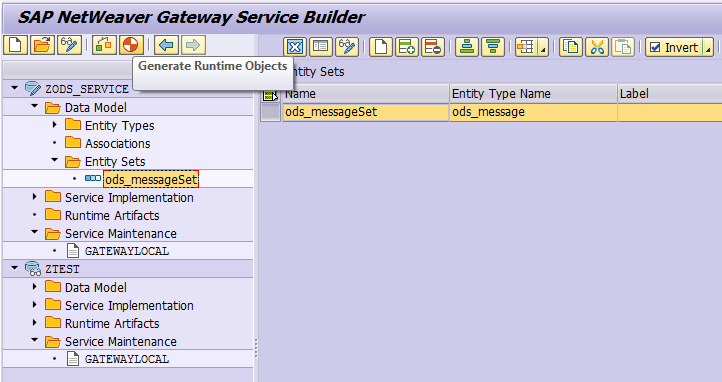 SAP NetWeaver Gateway Service Builder
Invert
Generate Runtime Objects
ntity Sets
ZODS_SERVICE
Data Model
Entity Types
Associations
Entity Sets
ods_messageSet
Service Implementation
Runtime Artifacts
Service Maintenance
GATEWAYLOCAL
ZTEST
Data Model
Service Implementation
Runtime Artifacts
Service Maintenance
GATEWAYLOCAL
Name Entity Type Name Label
ods_messageSet ods_message